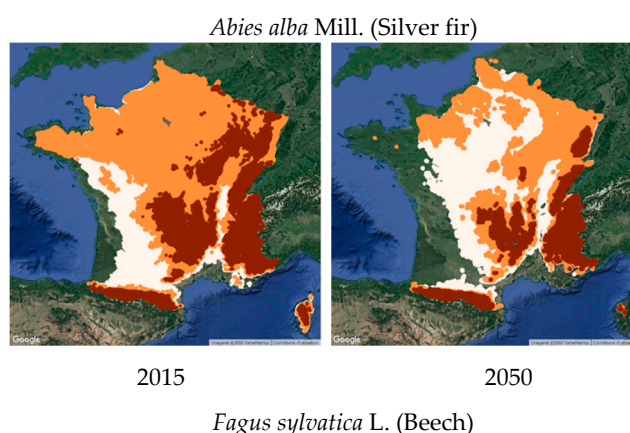 Abies alba Mill. (Silver fir)
Google
Google
2015
2050
Fagus sylvatica L. (Beech)